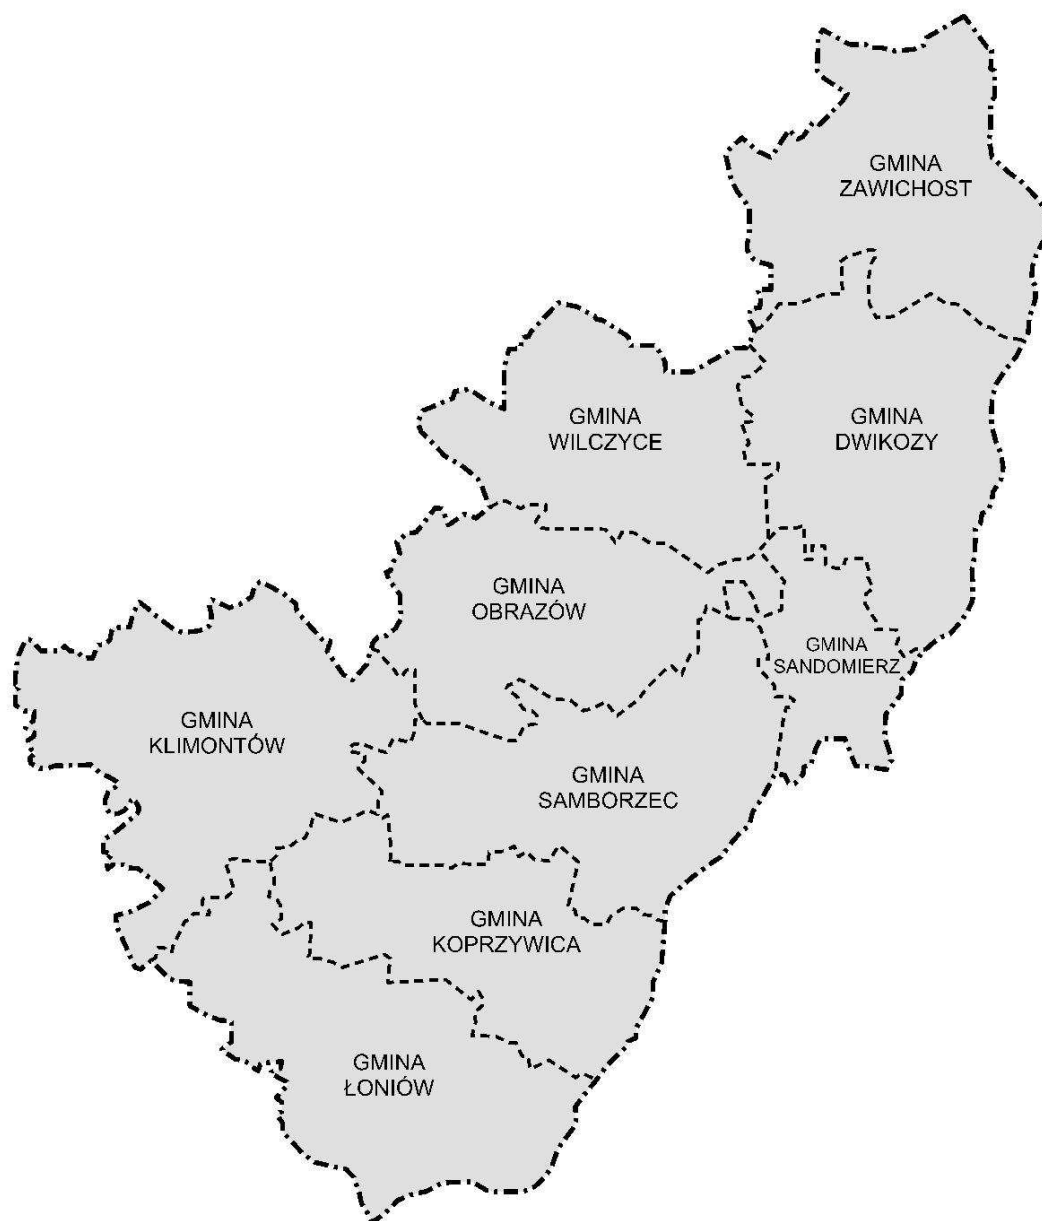 GMINA
ZAWICHOST
GMINA
WILCZYCE
GMINA
DWIKOZY
GMINA
OBRAZÓW
GMINA
SANDOMIERZ
GMINA
KLIMONTÓW
GMINA
SAMBORZEC
GMINA
KOPRZYWICA
GMINA
ŁONIÓW